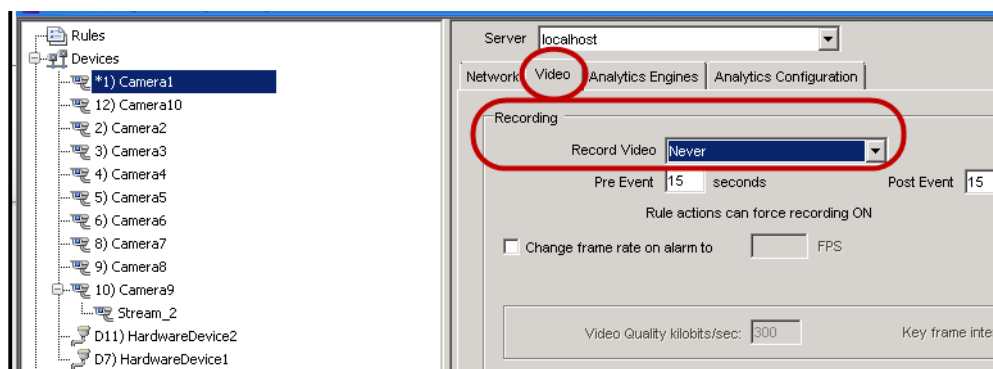 Rules
Devices
*1) Camera1
12) Camera10
2) Camera2
3) Camera3
4) Camera4
5) Camera5
6) Camera6
8) Camera7
9) Camera8
10) Camera9
Stream_2
D11) HardwareDevice2
D7) HardwareDevice1
Server localhost
Network Video Analytics Engines Analytics Configuration
Recording
Record Video Never
Pre Event 15 seconds Post Event 15
Rule actions can force recording ON
Change frame rate on alarm to FPS
Video Quality kilobits/sec: 300 Key frame inte